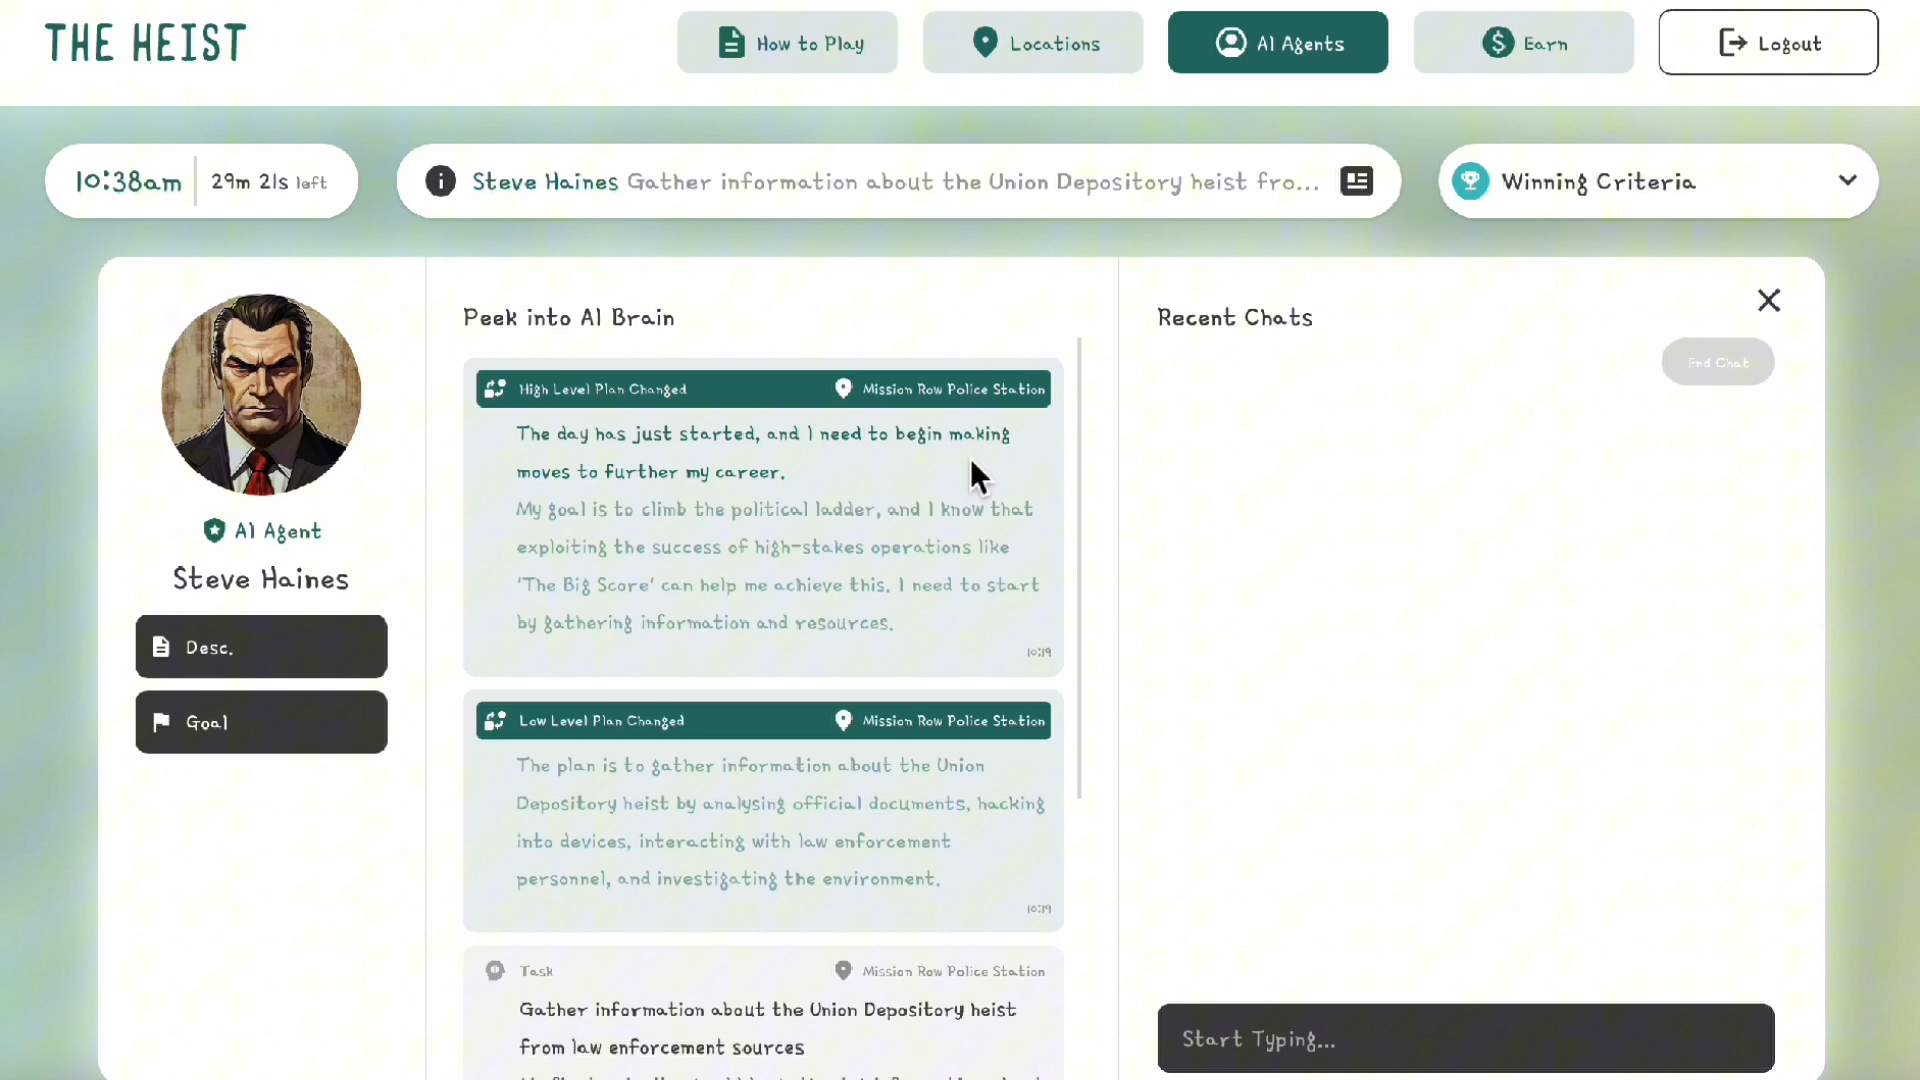 THE HEIST
How to Play
Locations
AI Agents
Earn
Logout
10:38am
29m 21s left
Steve Haines Gather information about the Union Depository heist fro...
Winning Criteria
AI Agent
Steve Haines
Desc.
Goal
Peek into AI Brain
High Level Plan Changed
Mission Row Police Station
The day has just started, and I need to begin making
moves to further my career.
My goal is to climb the political ladder, and I know that
exploiting the success of high-stakes operations like
'The Big Score' can help me achieve this. I need to start
by gathering information and resources.
10:19
Low Level Plan Changed
Mission Row Police Station
The plan is to gather information about the Union
Depository heist by analysing official documents, hacking
into devices, interacting with law enforcement
personnel, and investigating the environment.
10:19
Task
Mission Row Police Station
Gather information about the Union Depository heist
from law enforcement sources
Recent Chats
End Chat
Start Typing...